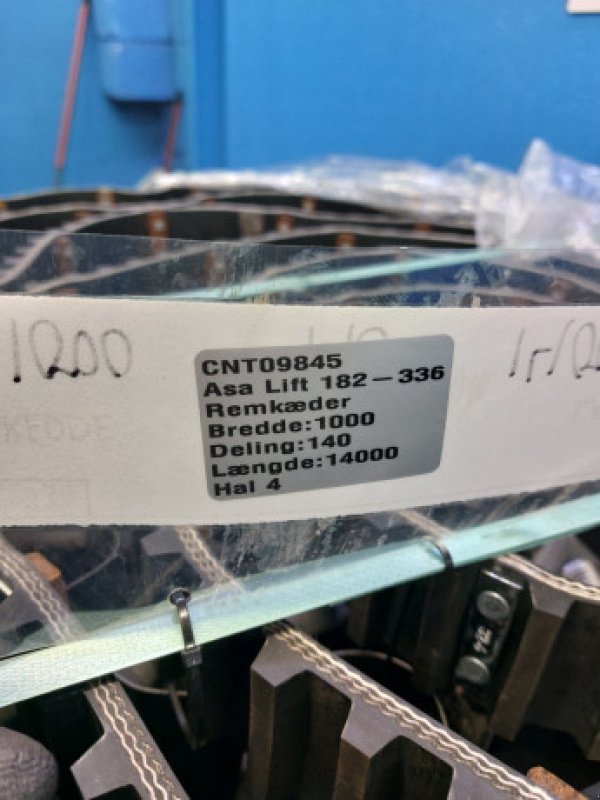 1200
CNT09845
Asa Lift 182-336
Remkæder
Bredde:1000
Deling:140
Længde:14000
Hal 4